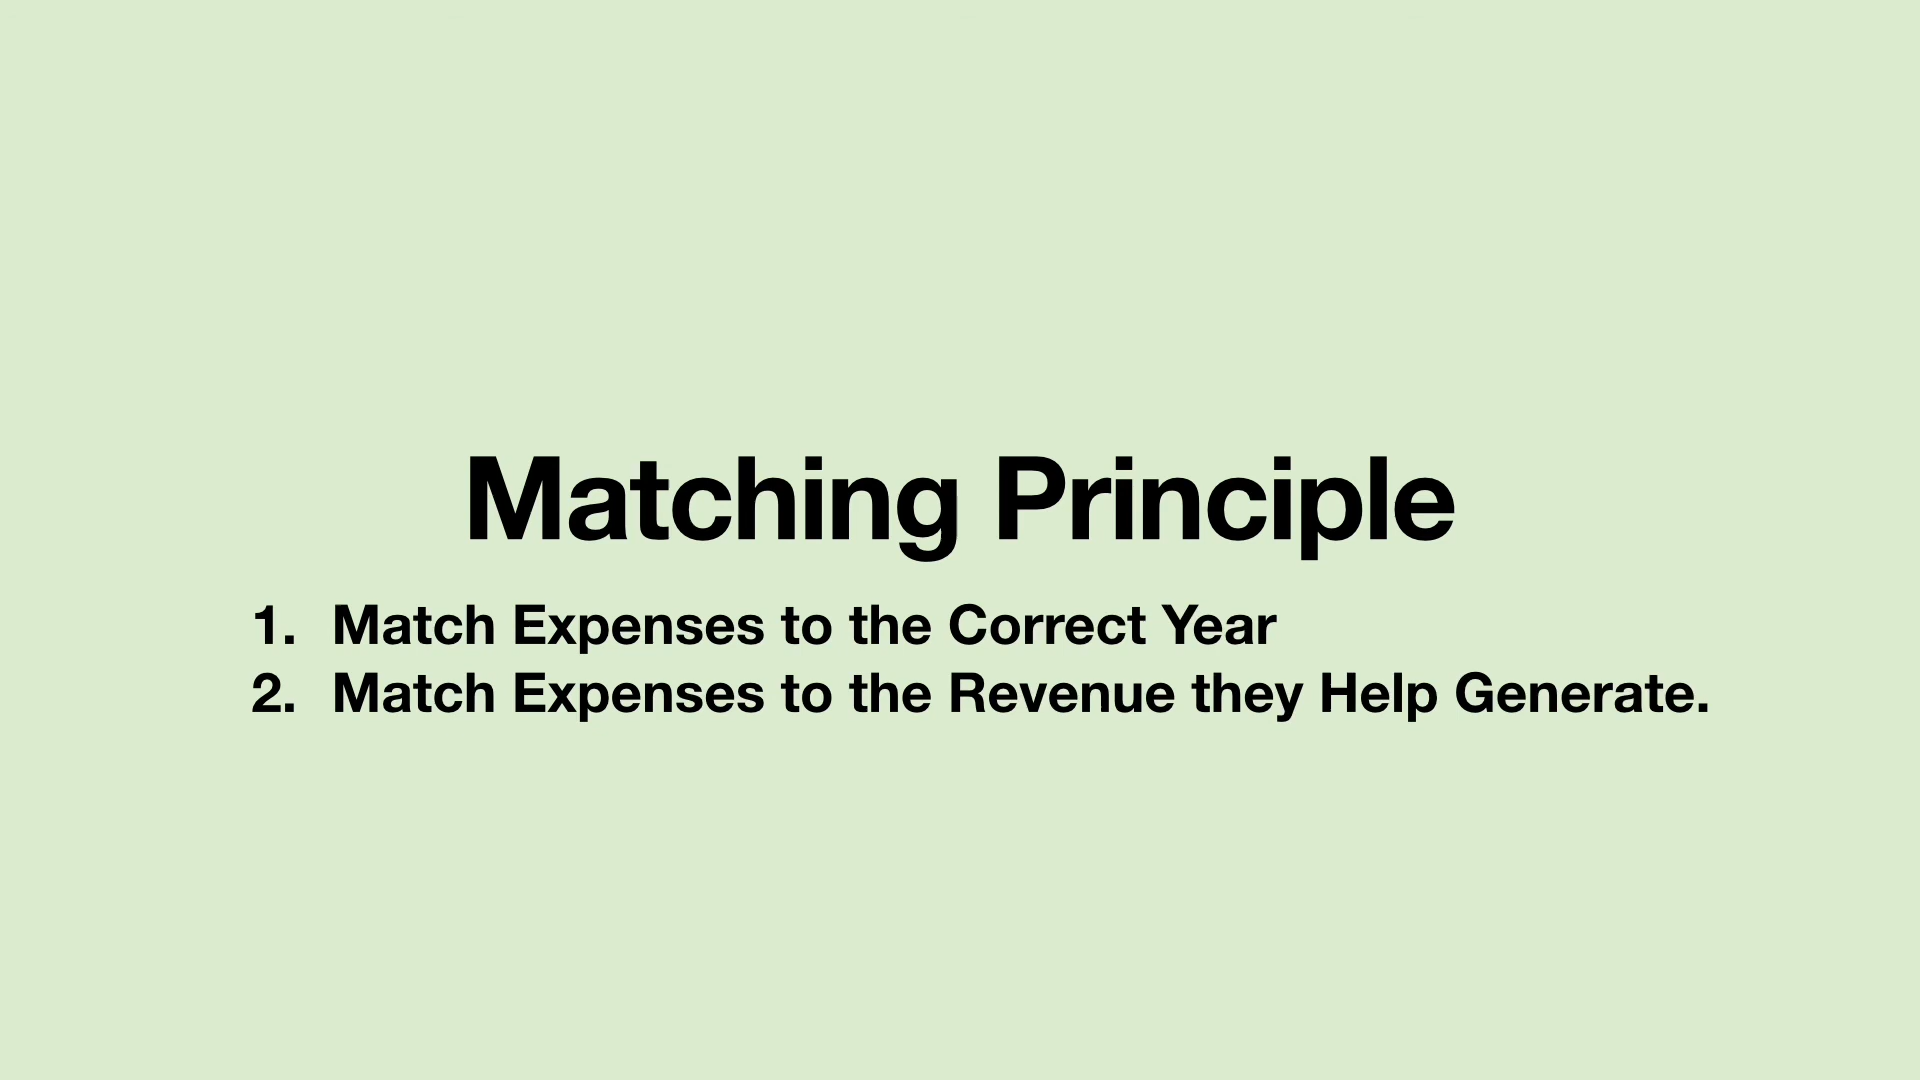 Matching Principle
1. Match Expenses to the Correct Year
2. Match Expenses to the Revenue they Help Generate.